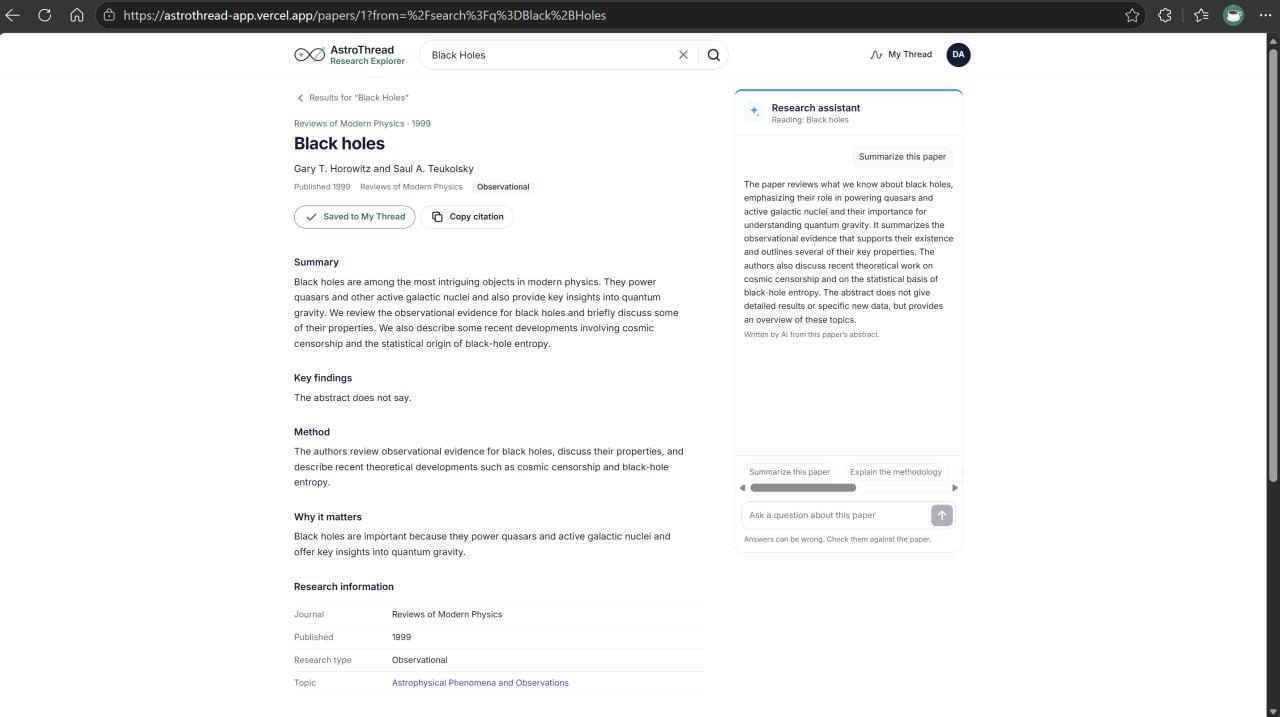 https://astrothread-app.vercel.app/papers/1?from=%2Fsearch%3Fq%3DBlack%2BHoles
AstroThread
Research Explorer
Black Holes
My Thread
DA
Results for “Black Holes”
Reviews of Modern Physics · 1999
Black holes
Gary T. Horowitz and Saul A. Teukolsky
Published 1999 Reviews of Modern Physics Observational
Saved to My Thread
Copy citation
Summary
Black holes are among the most intriguing objects in modern physics. They power
quasars and other active galactic nuclei and also provide key insights into quantum
gravity. We review the observational evidence for black holes and briefly discuss some
of their properties. We also describe some recent developments involving cosmic
censorship and the statistical origin of black-hole entropy.
Key findings
The abstract does not say.
Method
The authors review observational evidence for black holes, discuss their properties, and
describe recent theoretical developments such as cosmic censorship and black-hole
entropy.
Why it matters
Black holes are important because they power quasars and active galactic nuclei and
offer key insights into quantum gravity.
Research information
Journal Reviews of Modern Physics
Published 1999
Research type Observational
Topic Astrophysical Phenomena and Observations
Research assistant
Reading: Black holes
Summarize this paper
The paper reviews what we know about black holes,
emphasizing their role in powering quasars and
active galactic nuclei and their importance for
understanding quantum gravity. It summarizes the
observational evidence that supports their existence
and outlines several of their key properties. The
authors also discuss recent theoretical work on
cosmic censorship and on the statistical basis of
black-hole entropy. The abstract does not give
detailed results or specific new data, but provides
an overview of these topics.
Written by AI from this paper's abstract.
Summarize this paper
Explain the methodology
Ask a question about this paper
Answers can be wrong. Check them against the paper.